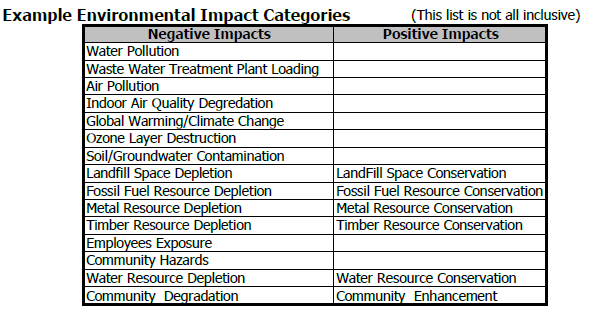 Example Environmental Impact Categories (This list is not all inclusive)
Negative Impacts Positive Impacts
Water Pollution
Waste Water Treatment Plant Loading
Air Pollution
Indoor Air Quality Degredation
Global Warming/Climate Change
Ozone Layer Destruction
Soil/Groundwater Contamination
Landfill Space Depletion LandFill Space Conservation
Fossil Fuel Resource Depletion Fossil Fuel Resource Conservation
Metal Resource Depletion Metal Resource Conservation
Timber Resource Depletion Timber Resource Conservation
Employees Exposure
Community Hazards
Water Resource Depletion Water Resource Conservation
Community Degradation Community Enhancement